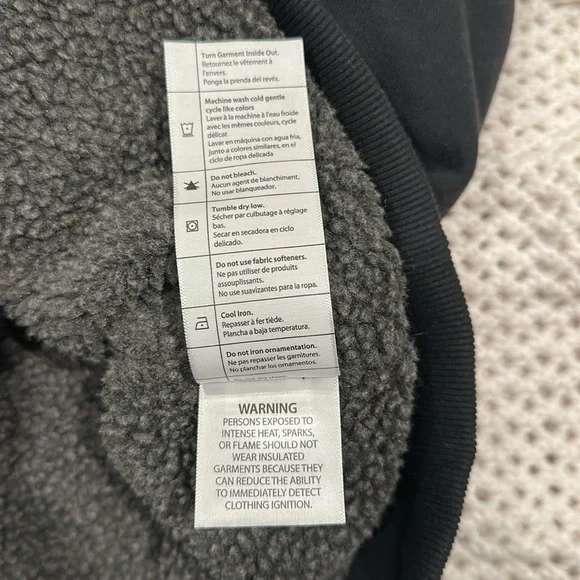 Turn Garment Inside Out.
Retournez le vêtement à
l'envers.
Ponga la prenda del revés.
Machine wash cold gentle
cycle like colors
Laver à la machine à l'eau froide
avec les mêmes couleurs, cycle
délicat
Lavar en máquina con agua fria,
junto a colores similares, en el
ciclo de ropa delicada
Do not bleach.
Aucun agent de blanchiment.
No usar blanqueador.
Tumble dry low.
Sécher par culbutage à réglage
bas.
Secar en secadora en ciclo
delicado.
Do not use fabric softeners.
Ne pas utiliser de produits
assouplissants.
No use suavizantes para la ropa.
Cool Iron.
Repasser à fer tiède.
Plancha a baja temperatura.
Do not iron ornamentation.
Ne pas repasser les garnitures.
No planchar los ornamentos.
WARNING
PERSONS EXPOSED TO
INTENSE HEAT, SPARKS,
OR FLAME SHOULD NOT
WEAR INSULATED
GARMENTS BECAUSE THEY
CAN REDUCE THE ABILITY
TO IMMEDIATELY DETECT
CLOTHING IGNITION.